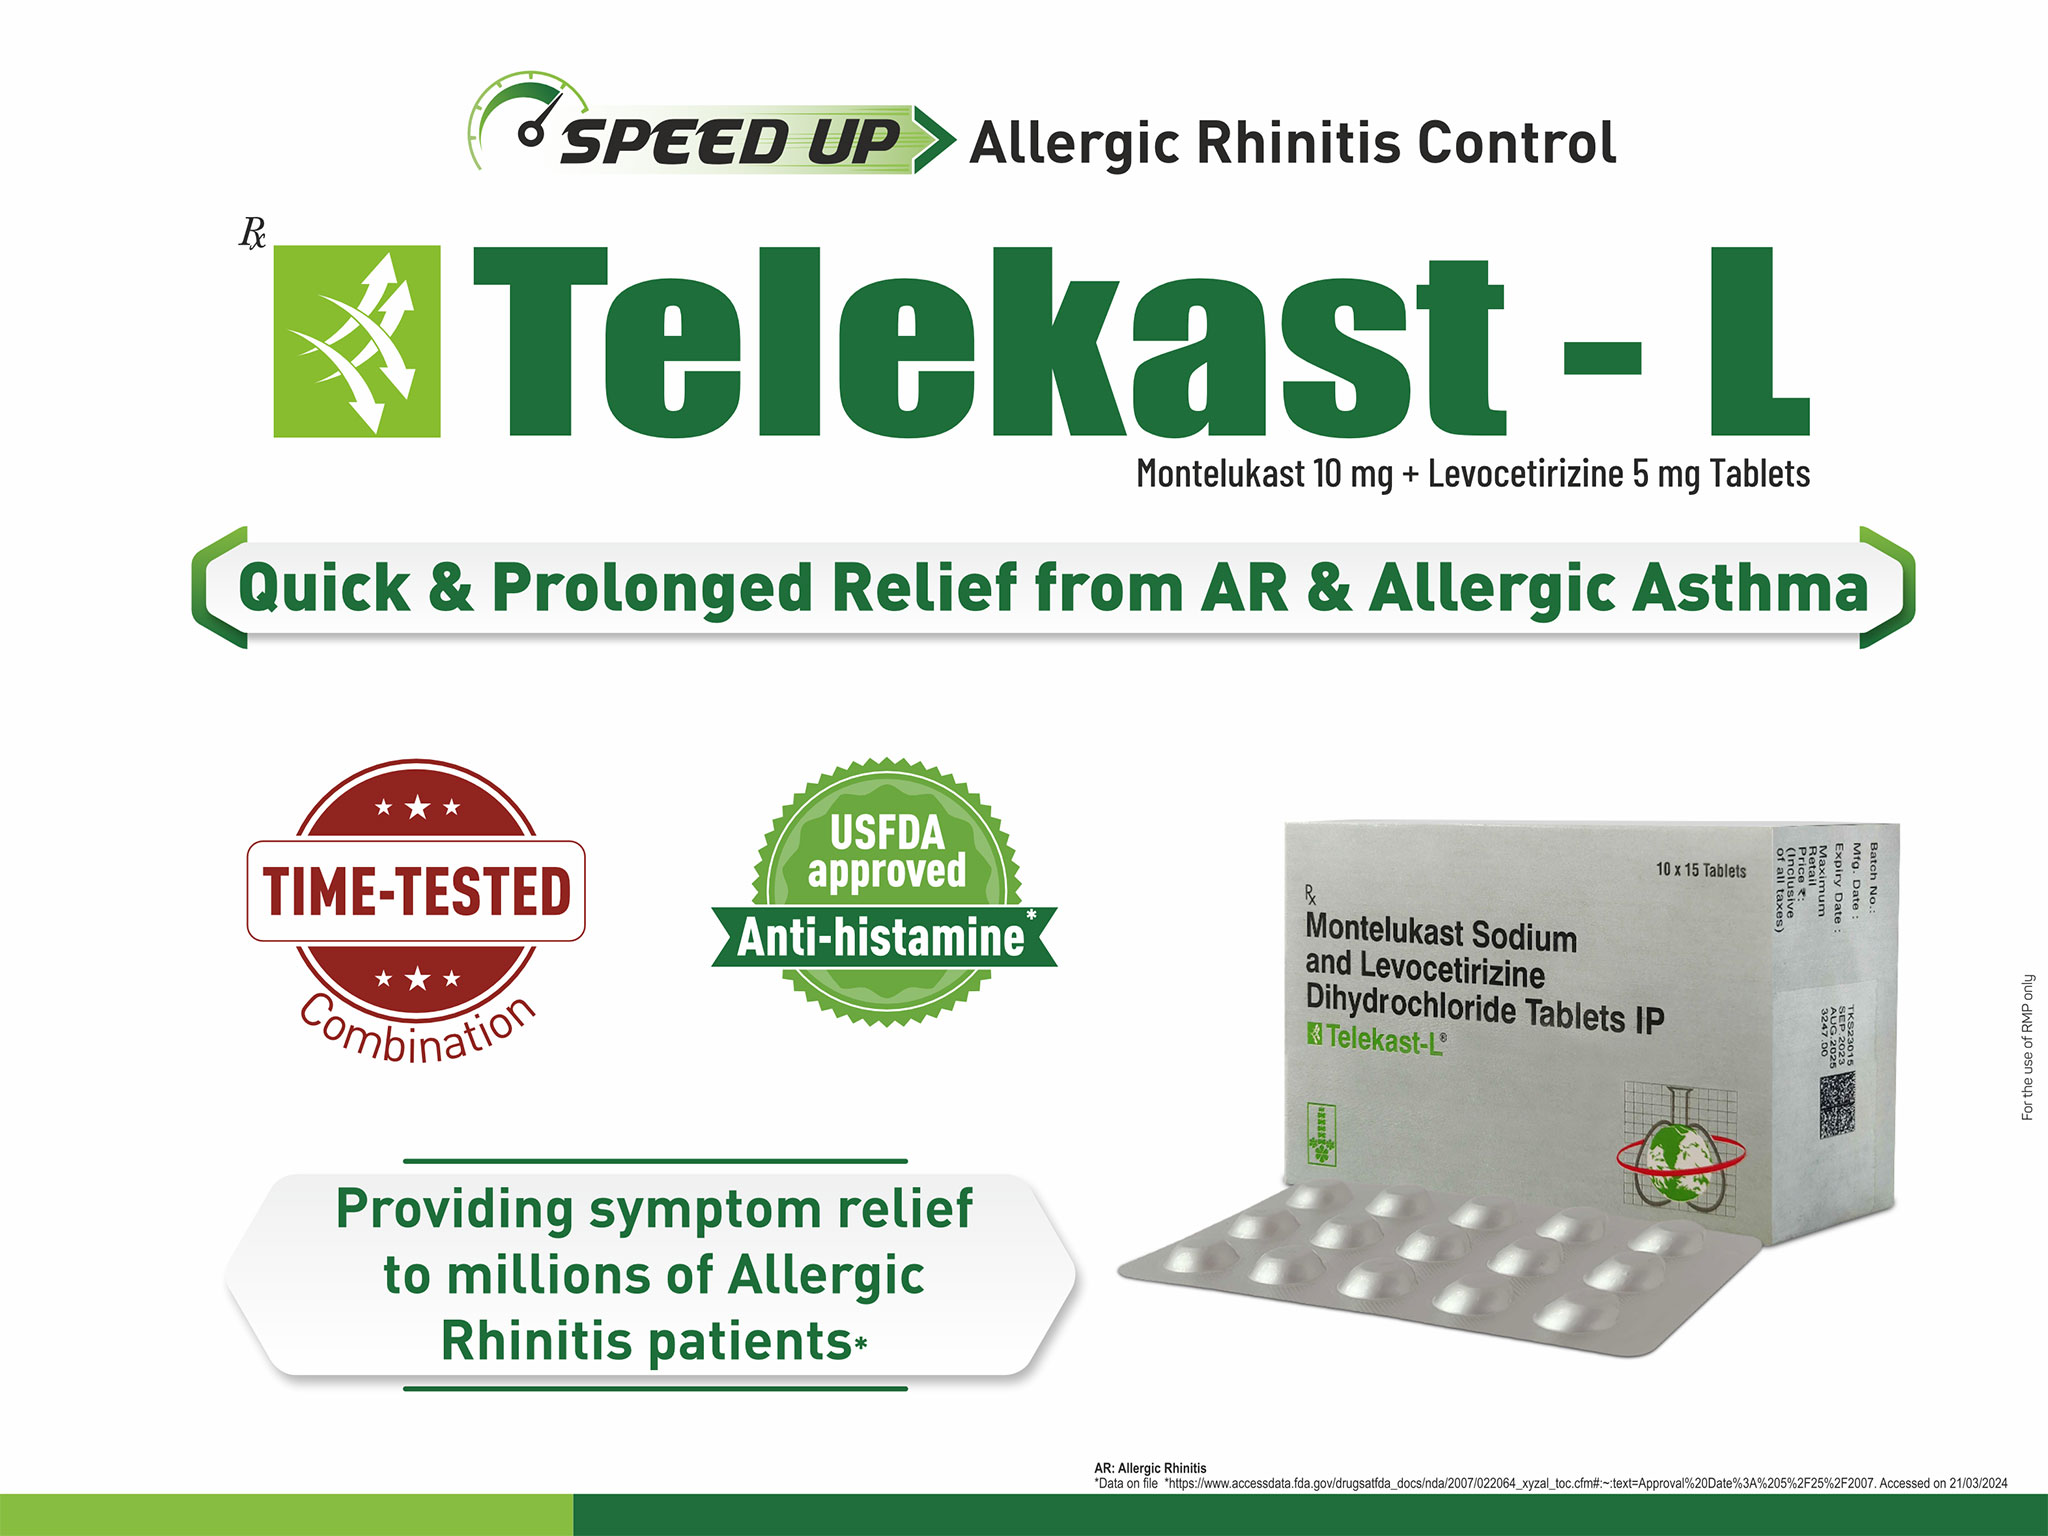 SPEED UP Allergic Rhinitis Control
Rx
Telekast - L
Montelukast 10 mg + Levocetirizine 5 mg Tablets
Quick & Prolonged Relief from AR & Allergic Asthma
TIME-TESTED
Combination
USFDA
approved
Anti-histamine*
Providing symptom relief
to millions of Allergic
Rhinitis patients*
10 x 15 Tablets
Rx
Montelukast Sodium
and Levocetirizine
Dihydrochloride Tablets IP
Telekast-L®
Batch No.:
Mfg. Date :
Expiry Date :
Maximum
Retail
Price ₹:
(Inclusive
of all taxes)
TKS23015
SEP.2023
AUG.2025
3247.00
For the use of RMP only
AR: Allergic Rhinitis
*Data on file *https://www.accessdata.fda.gov/drugsatfda_docs/nda/2007/022064_xyzal_toc.cfm#:~:text=Approval%20Date%3A%205%2F25%2F2007. Accessed on 21/03/2024